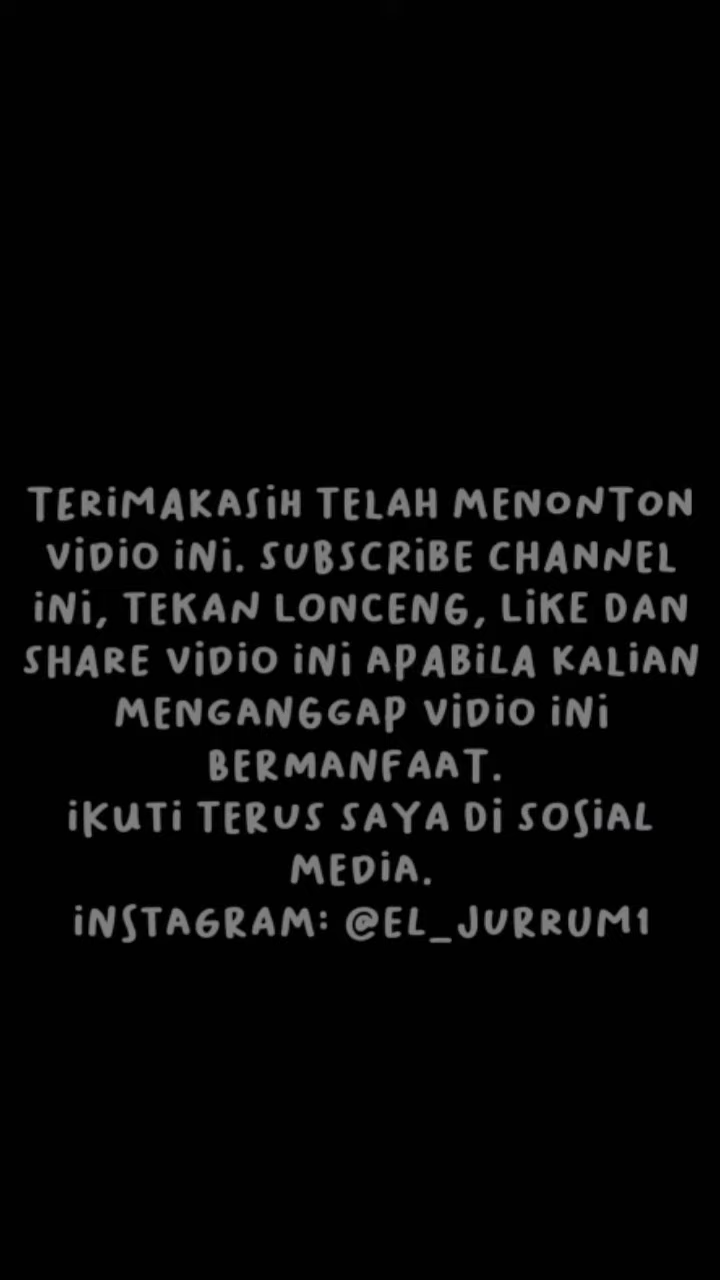 TERIMAKASIH TELAH MENONTON
VIDIO INI. SUBSCRIBE CHANNEL
INI, TEKAN LONCENG, LIKE DAN
SHARE VIDIO INI APABILA KALIAN
MENGANGGAP VIDIO INI
BERMANFAAT.
IKUTI TERUS SAYA DI SOSIAL
MEDIA.
INSTAGRAM: @EL_JURRUM1